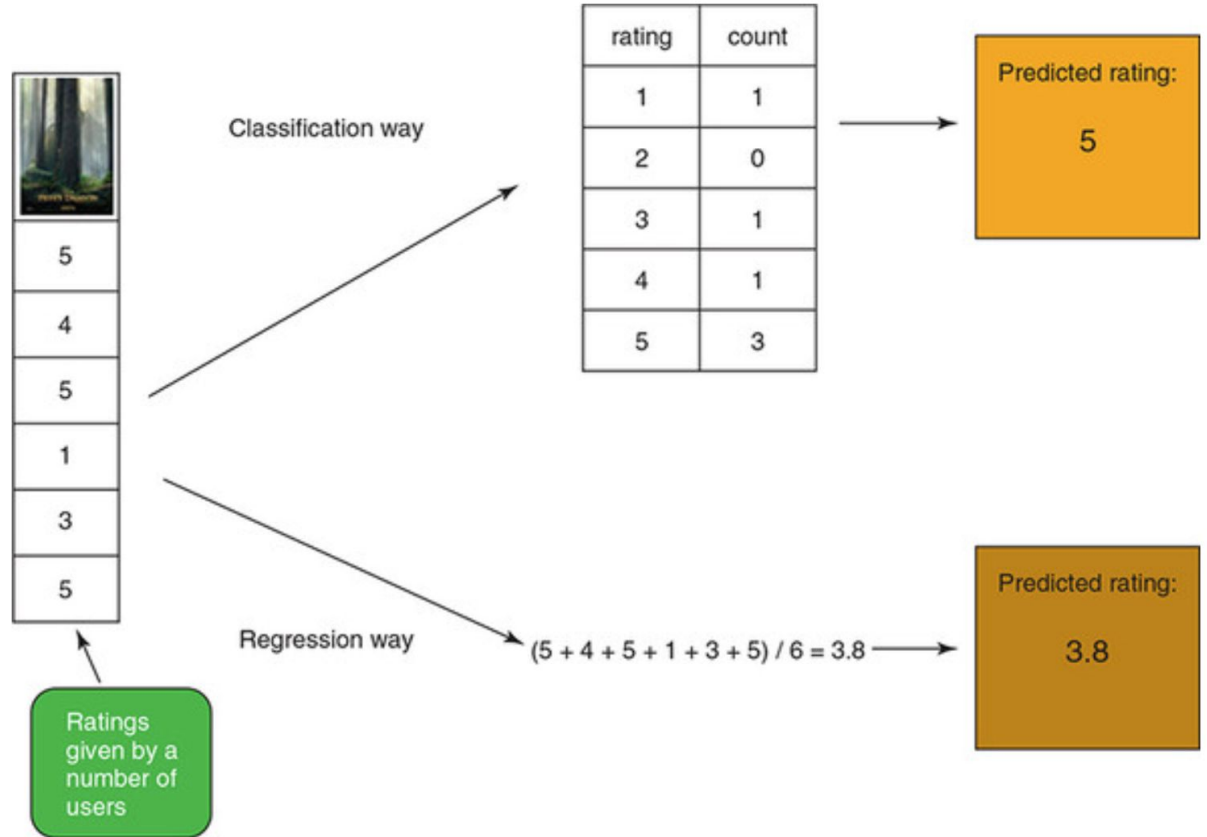 5
4
5
1
3
5
Ratings
given by a
number of
users
Classification way
rating count
1 1
2 0
3 1
4 1
5 3
Predicted rating:
5
Regression way
(5 + 4 + 5 + 1 + 3 + 5) / 6 = 3.8
Predicted rating:
3.8